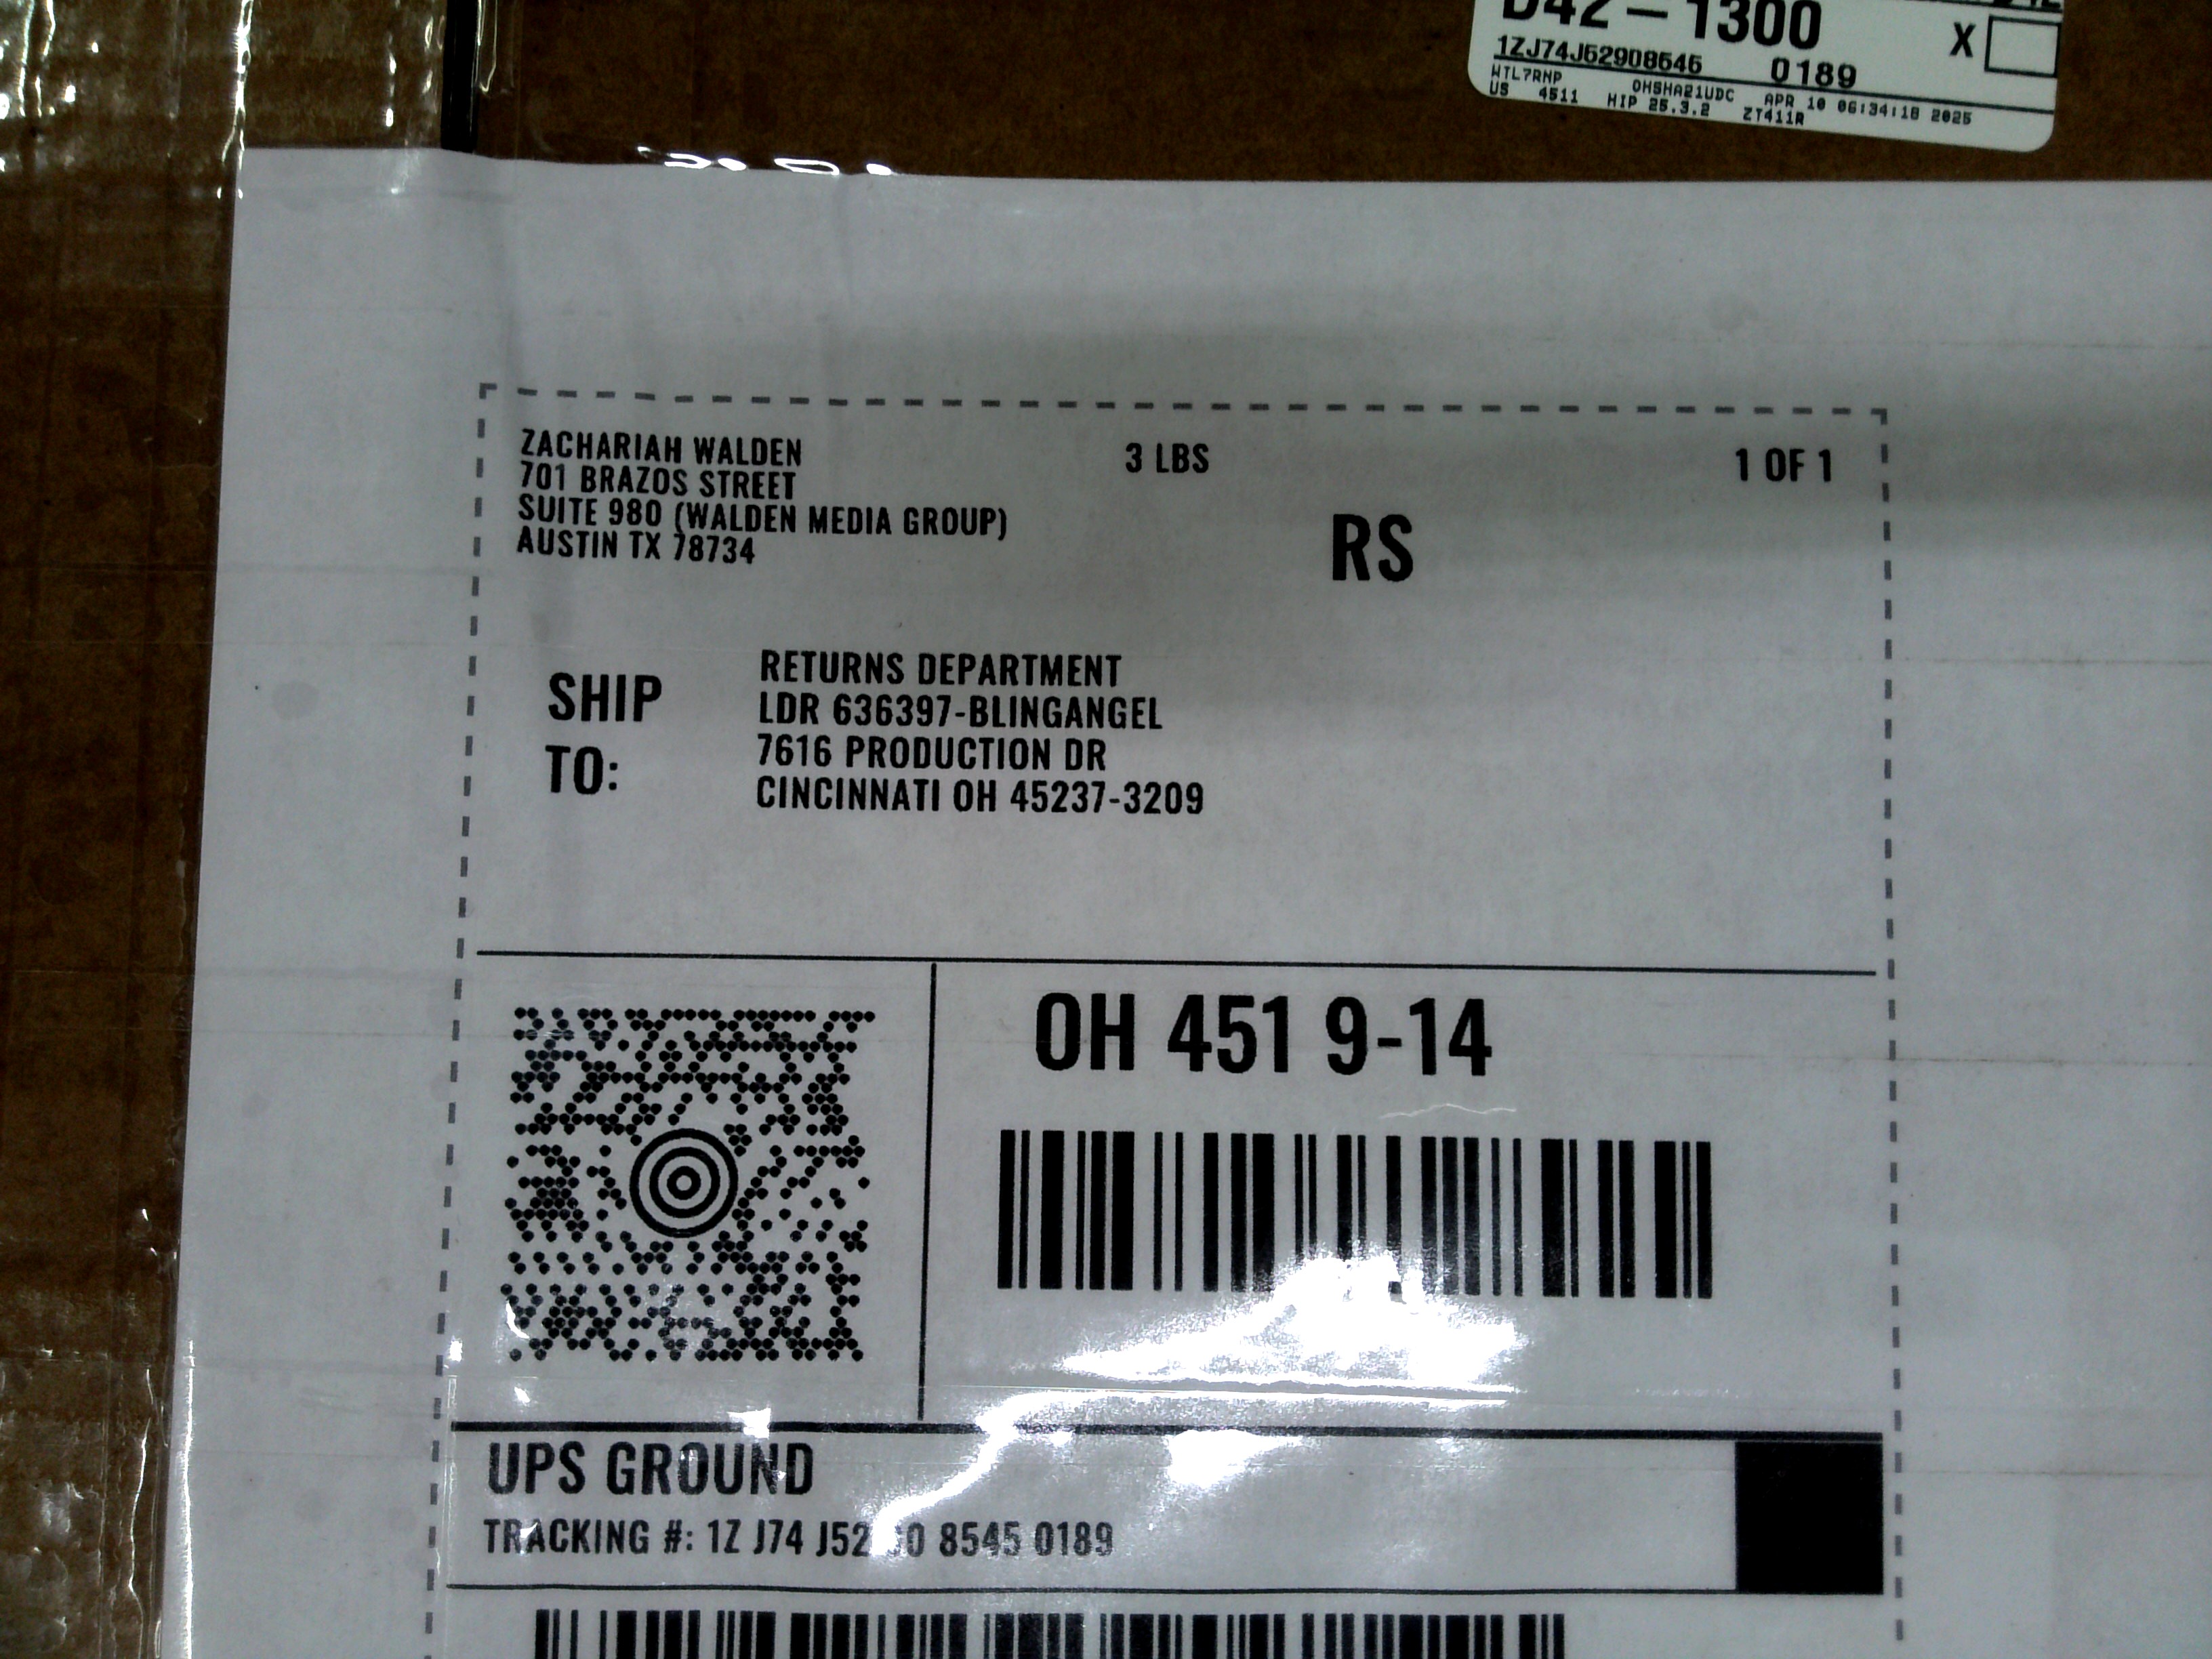 1300
X
0189
WTL7RNP OHSHA21UDC APR 10 06:34:18 2025
US 4511 HIP 25.3.2 ZT411R
ZACHARIAH WALDEN
701 BRAZOS STREET
SUITE 980 (WALDEN MEDIA GROUP)
AUSTIN TX 78734
3 LBS
1 OF 1
RS
SHIP
TO:
RETURNS DEPARTMENT
LDR 636397-BLINGANGEL
7616 PRODUCTION DR
CINCINNATI OH 45237-3209
OH 451 9-14
UPS GROUND
TRACKING #: 1Z J74 8545 0189